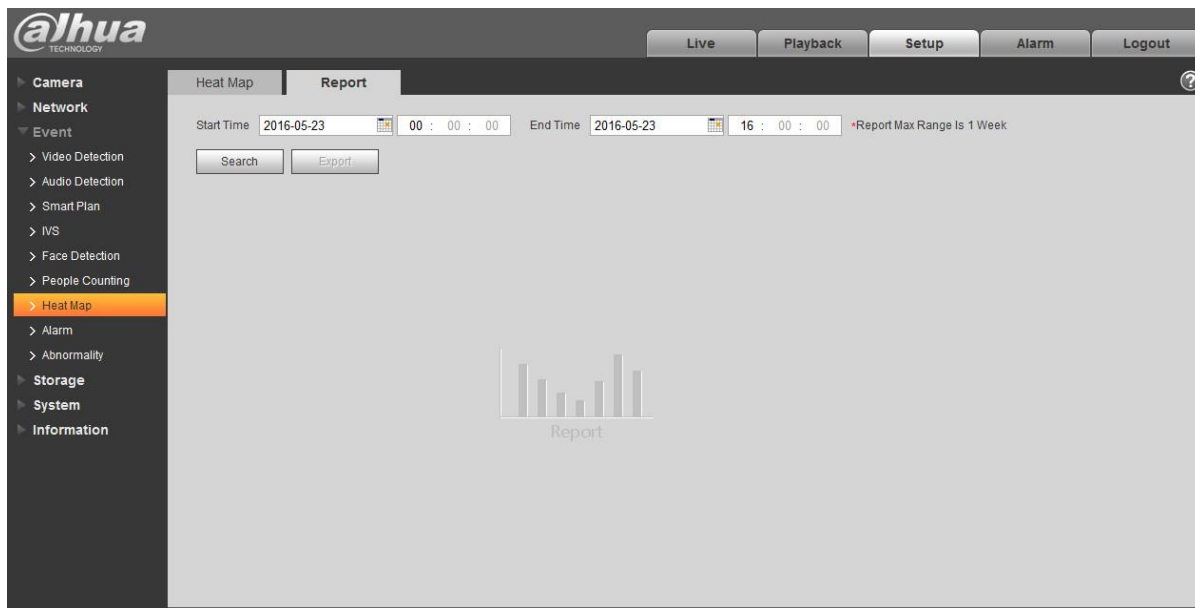 alhua
TECHNOLOGY
Live Playback Setup Alarm Logout
Camera
Network
Event
Video Detection
Audio Detection
Smart Plan
IVS
Face Detection
People Counting
Heat Map
Alarm
Abnormality
Storage
System
Information
Heat Map Report
?
Start Time 2016-05-23 00 : 00 : 00 End Time 2016-05-23 16 : 00 : 00 *Report Max Range Is 1 Week
Search Export
Report